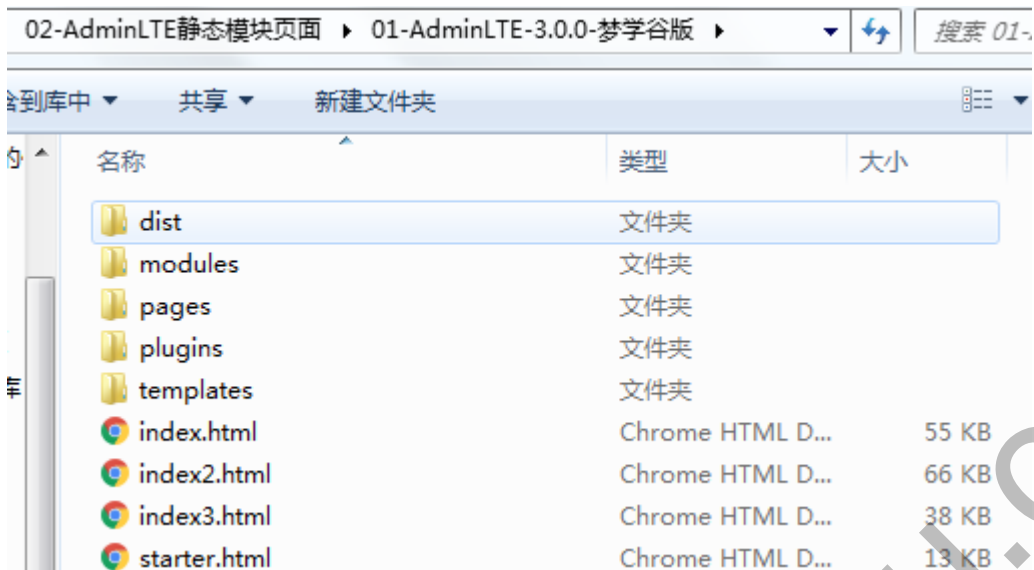 02-AdminLTE静态模块页面 ▸ 01-AdminLTE-3.0.0-梦学谷版 ▸ 搜索 01-
含到库中 共享 新建文件夹
的
名称 类型 大小
dist 文件夹
modules 文件夹
pages 文件夹
plugins 文件夹
库 templates 文件夹
index.html Chrome HTML D... 55 KB
index2.html Chrome HTML D... 66 KB
index3.html Chrome HTML D... 38 KB
starter.html Chrome HTML D... 13 KB